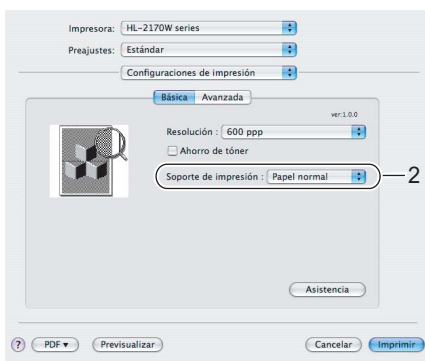 Impresora: HL-2170W series
Preajustes: Estándar
Configuraciones de impresión
Básica Avanzada
ver:1.0.0
Resolución : 600 ppp
Ahorro de tóner
Soporte de impresión : Papel normal 2
Asistencia
? PDF ▼ Previsualizar Cancelar Imprimir